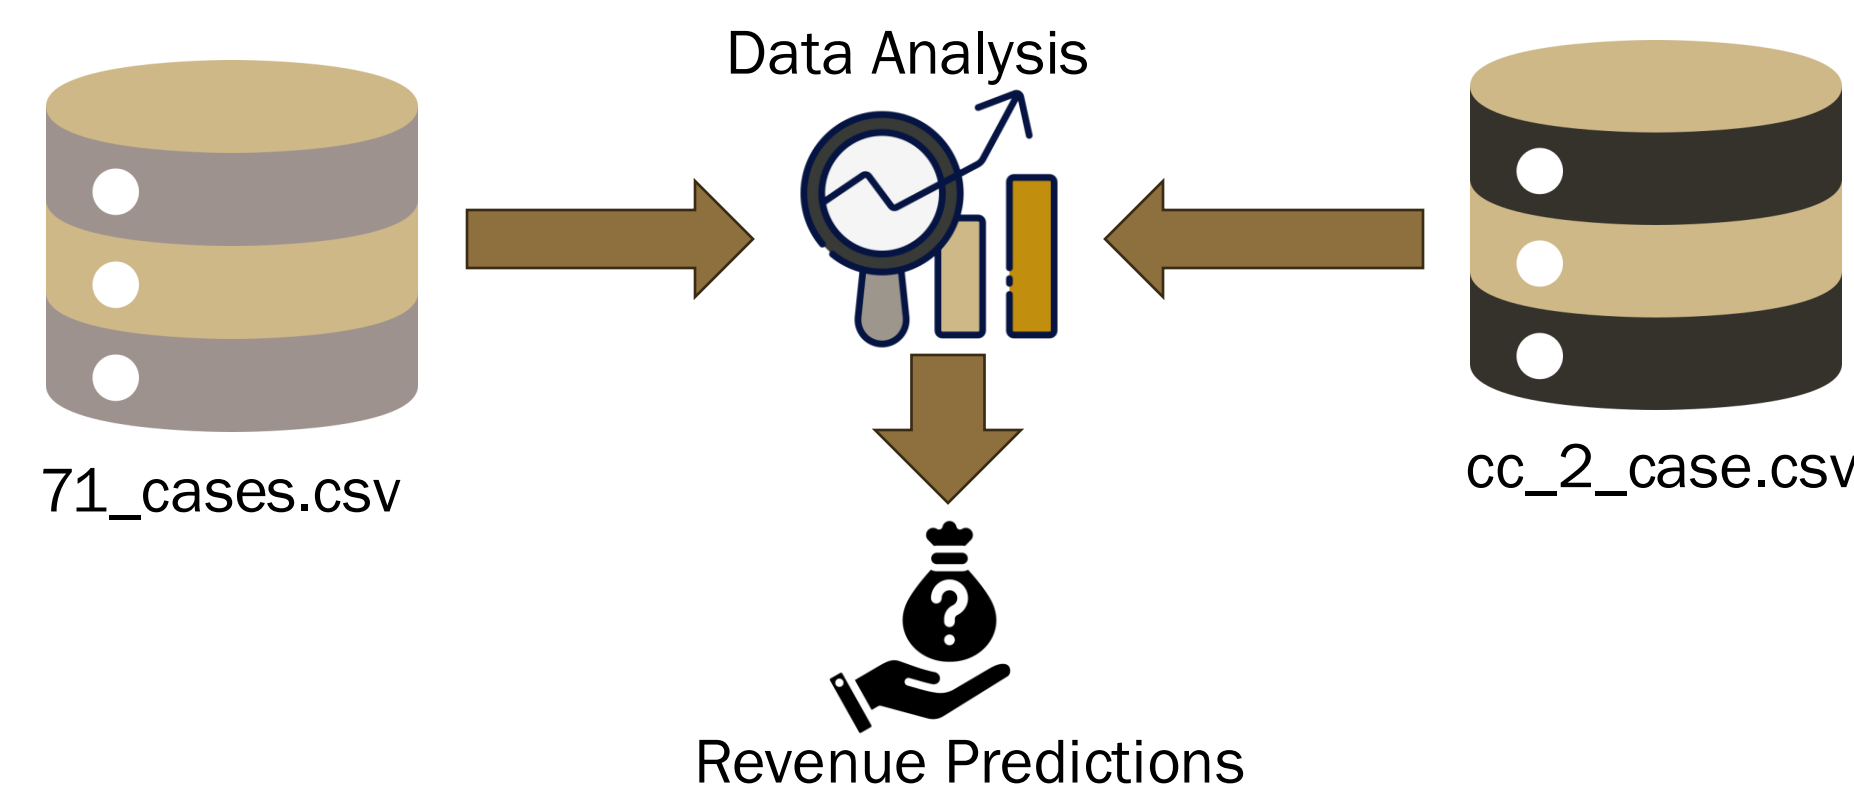 Data Analysis
71_cases.csv
cc_2_case.csv
?
Revenue Predictions